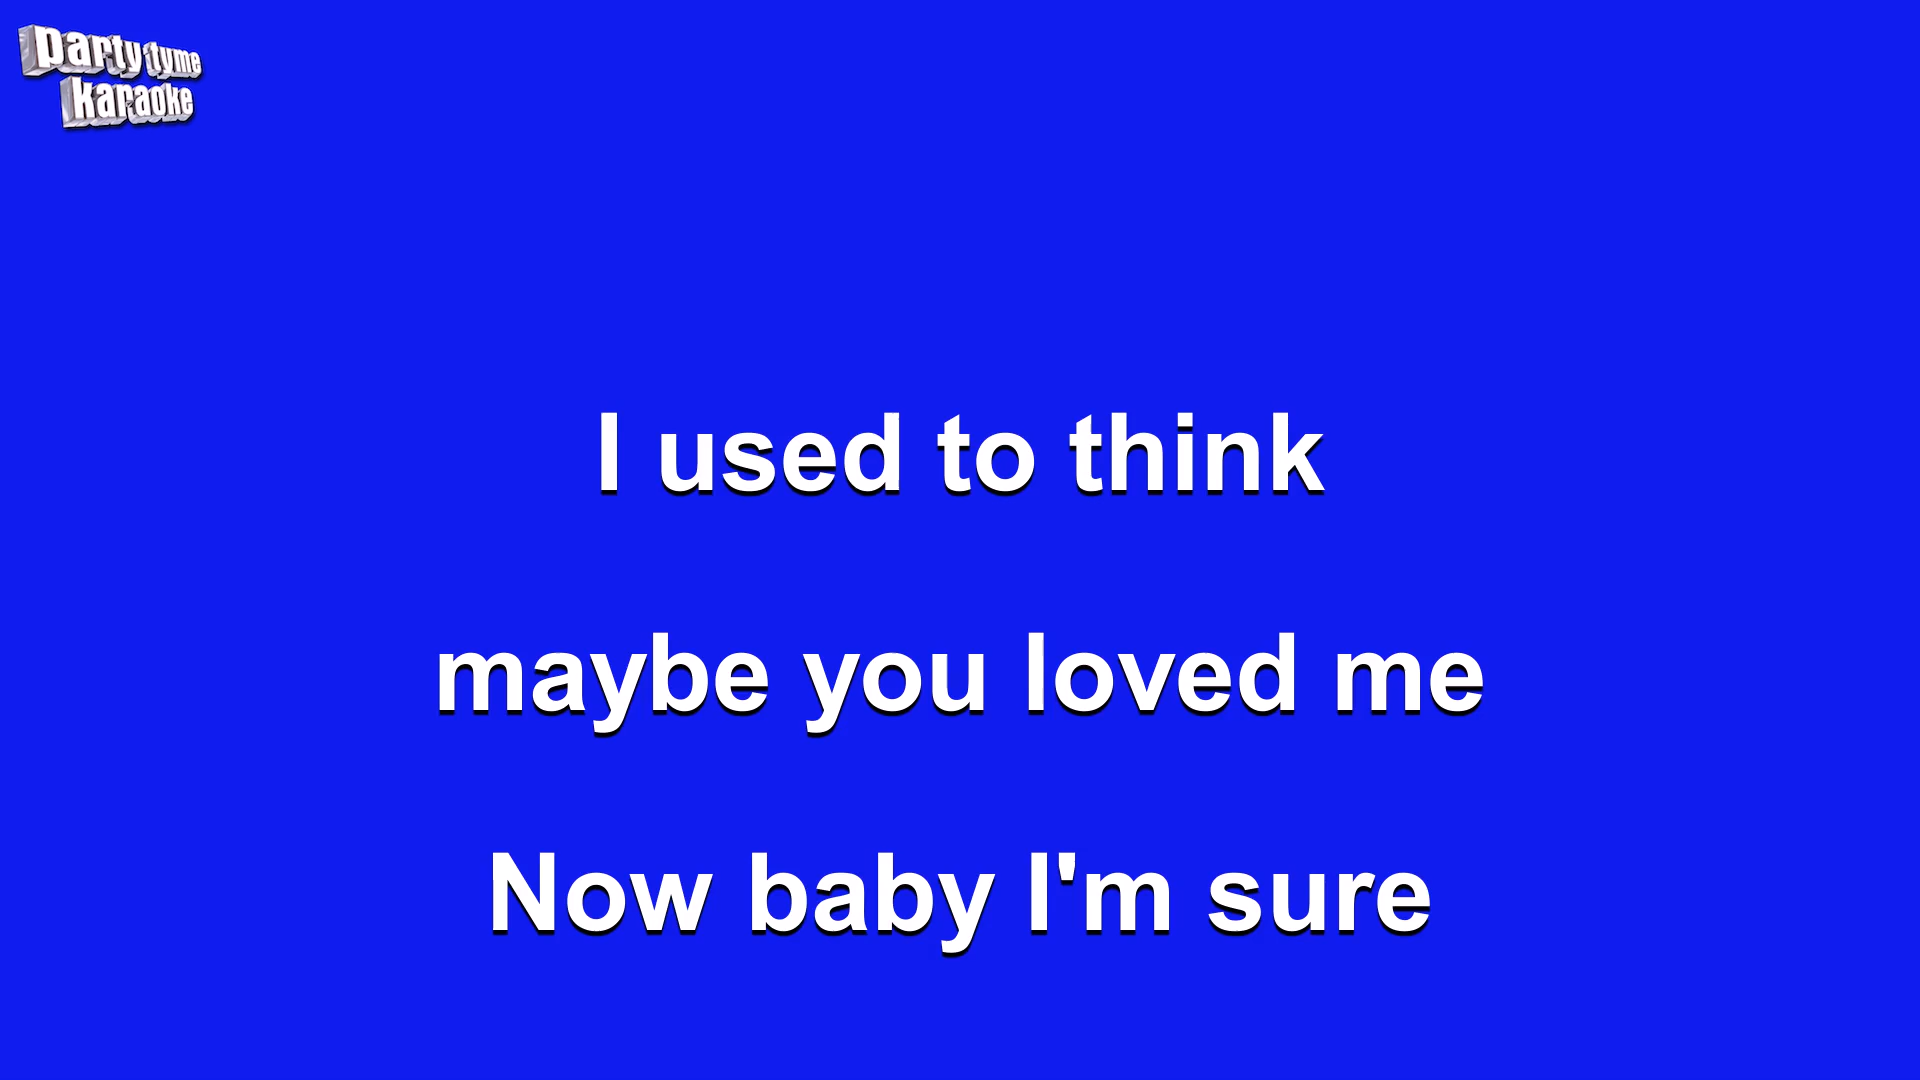 party tyme
karaoke
I used to think
maybe you loved me
Now baby I'm sure